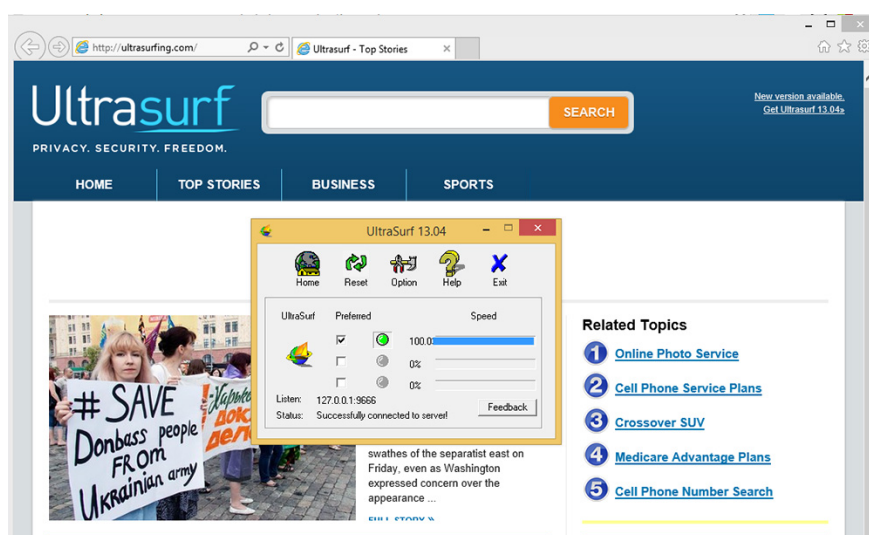 http://ultrasurfing.com/
Ultrasurf - Top Stories
Ultrasurf
PRIVACY. SECURITY. FREEDOM.
SEARCH
New version available.
Get Ultrasurf 13.04»
HOME TOP STORIES BUSINESS SPORTS
UltraSurf 13.04
Home Reset Option Help Exit
UltraSurf Preferred Speed
0%
0%
Listen: 127.0.0.1:9666
Status: Successfully connected to server!
Feedback
# SAVE
Donbass people
FROM
Ukrainian army
swathes of the separatist east on
Friday, even as Washington
expressed concern over the
appearance ...
FULL STORY »
Related Topics
1 Online Photo Service
2 Cell Phone Service Plans
3 Crossover SUV
4 Medicare Advantage Plans
5 Cell Phone Number Search